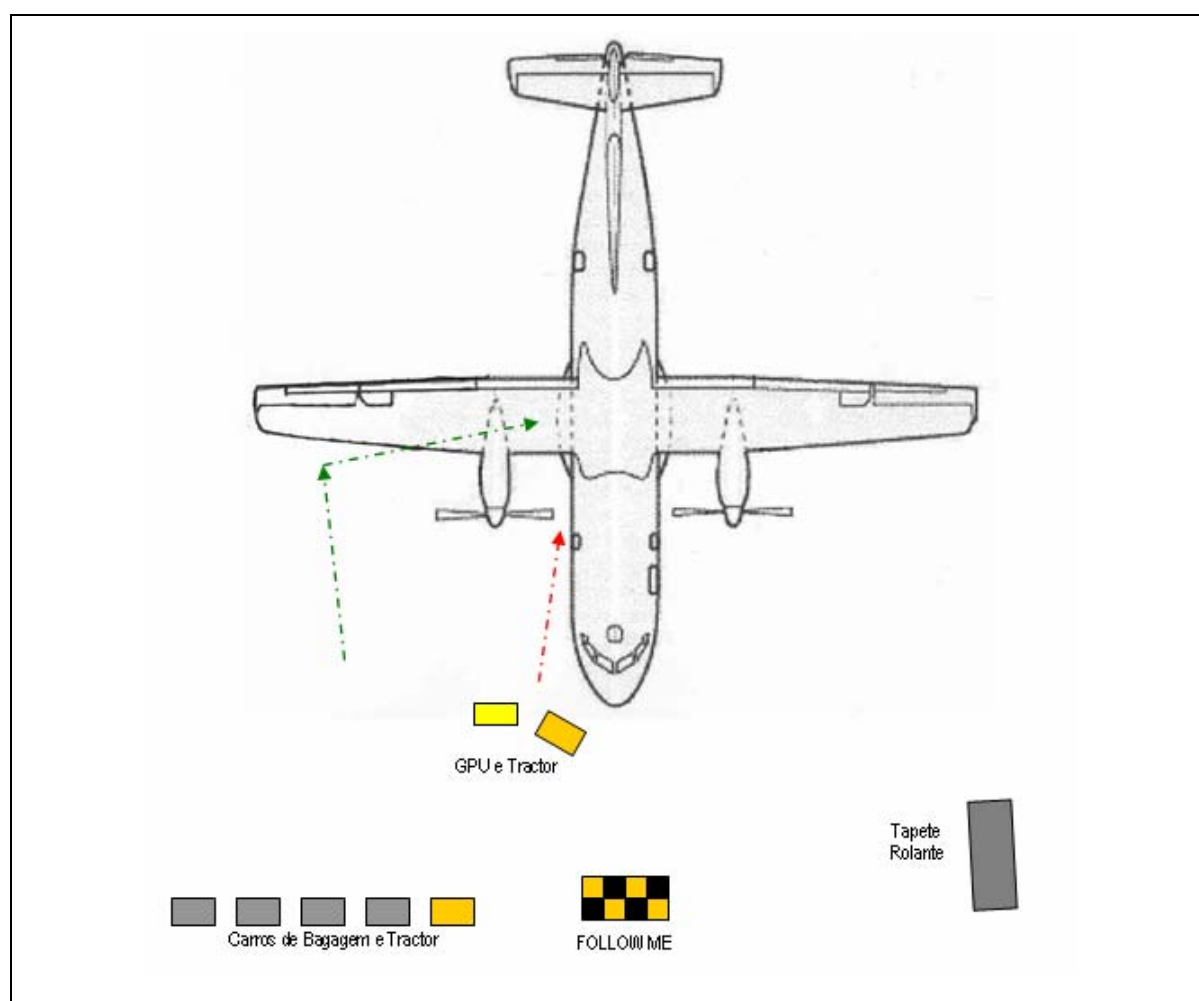 GPU e Tractor
Tapete
Rolante
Carros de Bagagem e Tractor
FOLLOW ME